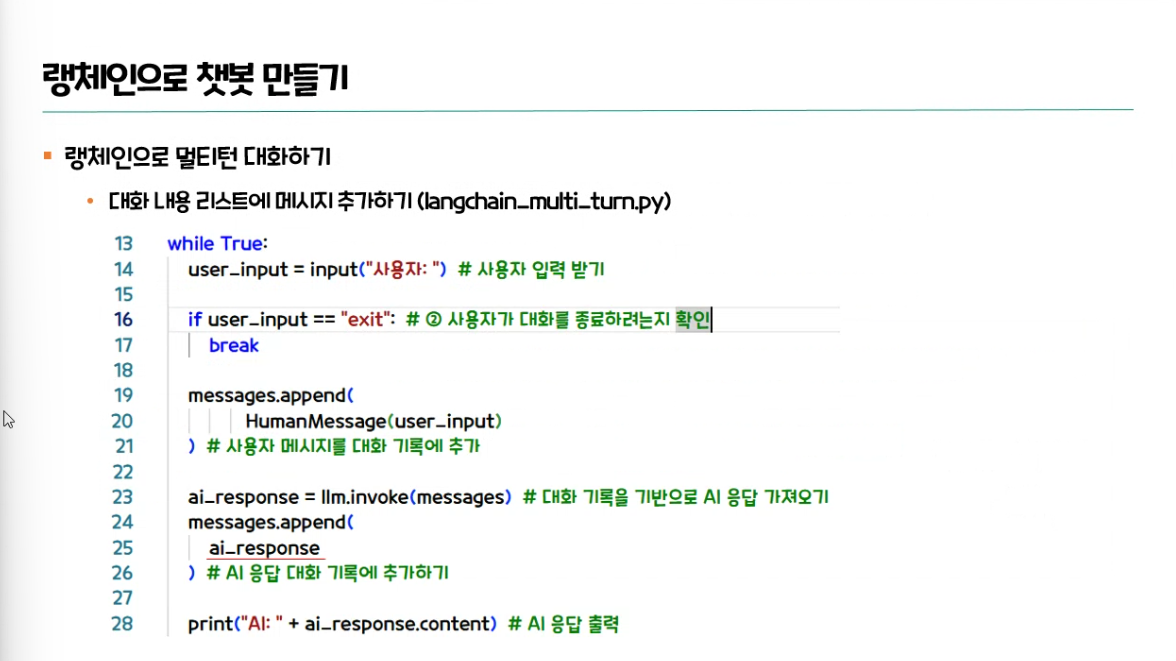 랭체인으로 챗봇 만들기
랭체인으로 멀티턴 대화하기
대화 내용 리스트에 메시지 추가하기 (langchain_multi_turn.py)
13 while True:
14 user_input = input("사용자: ") # 사용자 입력 받기
15
16 if user_input == "exit": # ② 사용자가 대화를 종료하려는지 확인
17 break
18
19 messages.append(
20 HumanMessage(user_input)
21 ) # 사용자 메시지를 대화 기록에 추가
22
23 ai_response = llm.invoke(messages) # 대화 기록을 기반으로 AI 응답 가져오기
24 messages.append(
25 ai_response
26 ) # AI 응답 대화 기록에 추가하기
27
28 print("AI: " + ai_response.content) # AI 응답 출력